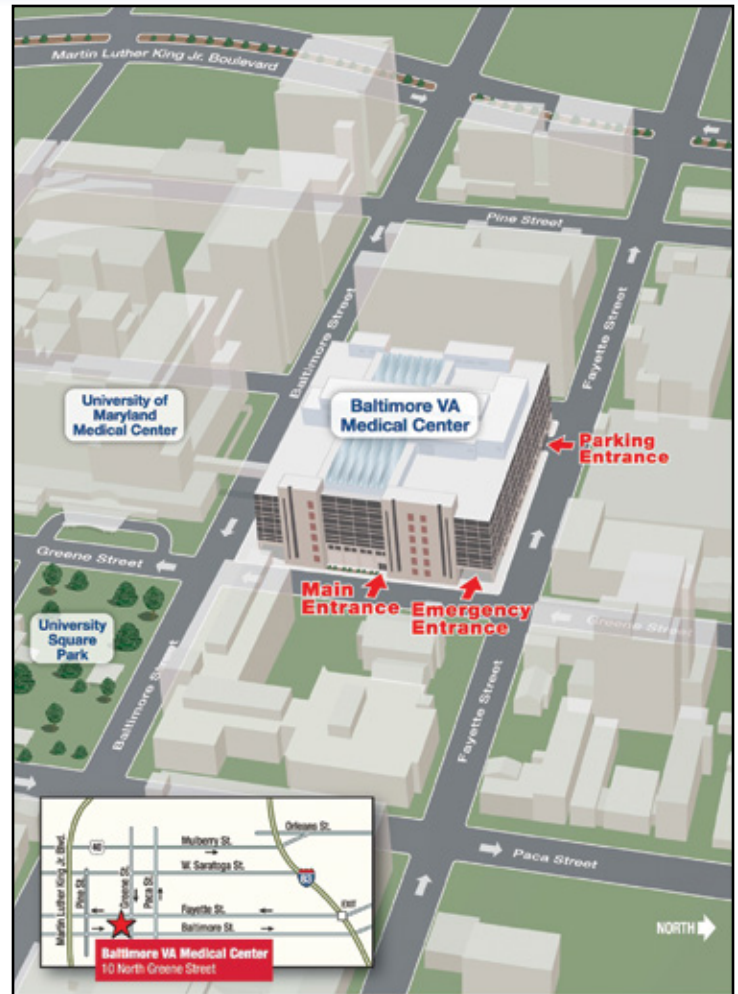 Martin Luther King Jr. Boulevard
Pine Street
Baltimore Street
Fayette Street
University of
Maryland
Medical Center
Baltimore VA
Medical Center
Parking
Entrance
Greene Street
Main
Entrance
Emergency
Entrance
Greene Street
University
Square
Park
Baltimore Street
Fayette Street
Paca Street
NORTH
Martin Luther King Jr. Blvd.
Pine St.
Greene St.
Paca St.
Orleans St.
Mulberry St.
W. Saratoga St.
83
Fayette St.
EXIT
Baltimore St.
Baltimore VA Medical Center
10 North Greene Street